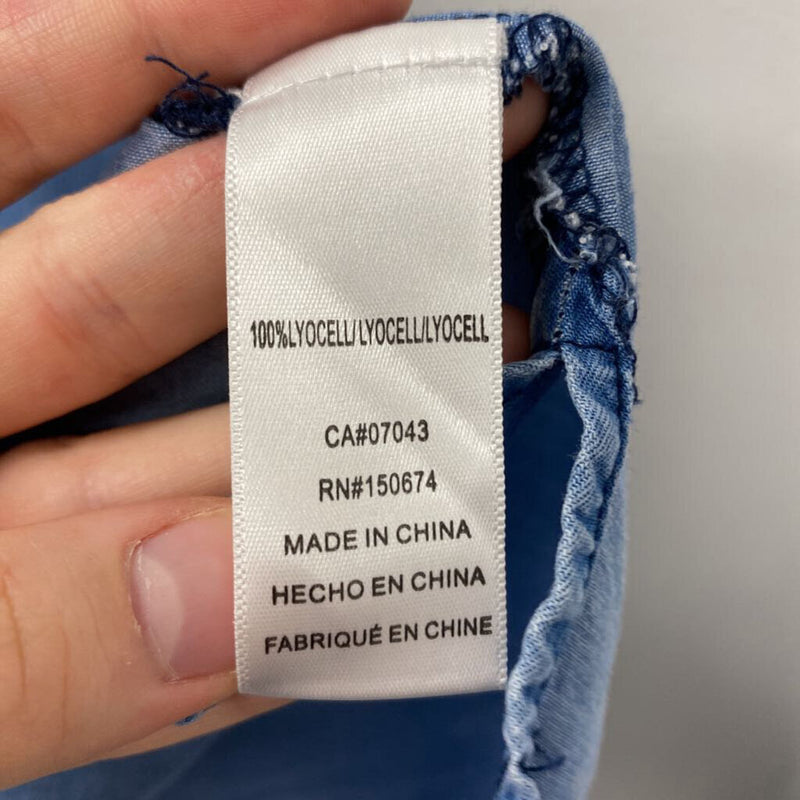 100%LYOCELL/LYOCELL/LYOCELL
CA#07043
RN#150674
MADE IN CHINA
HECHO EN CHINA
FABRIQUÉ EN CHINE